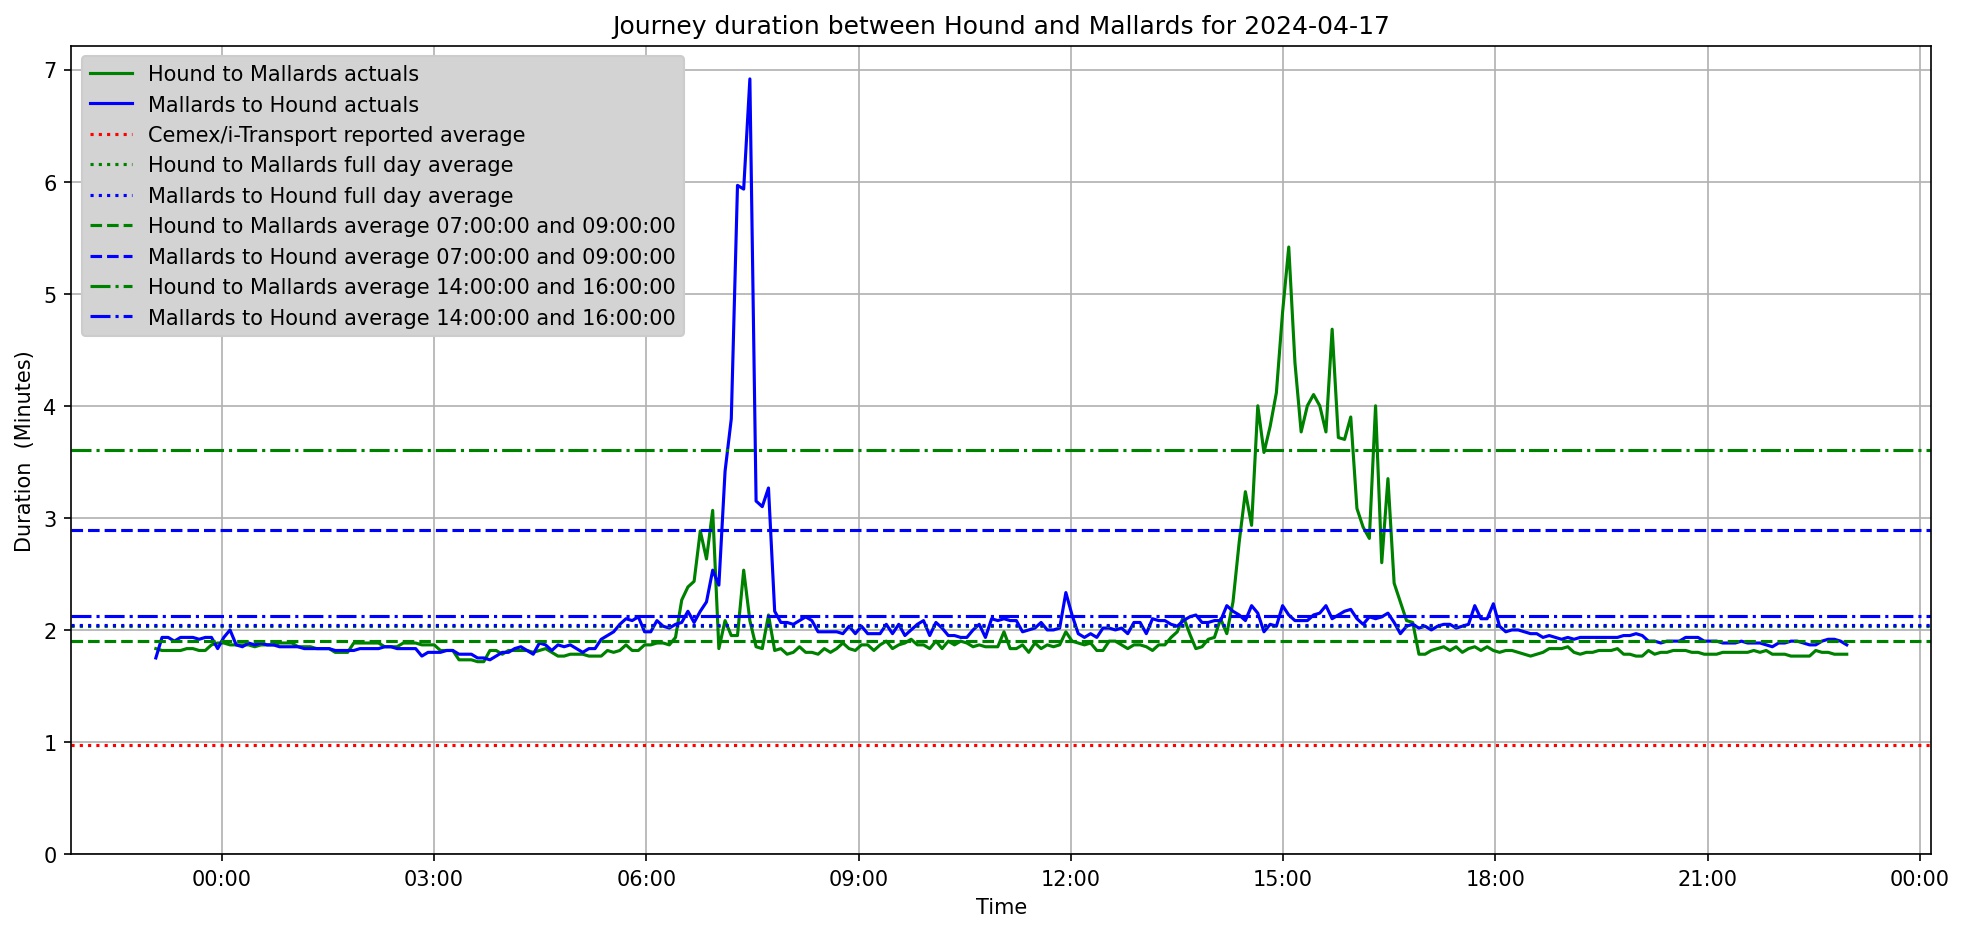 Journey duration between Hound and Mallards for 2024-04-17
7
6
5
4
3
2
1
0
Duration  (Minutes)
Hound to Mallards actuals
Mallards to Hound actuals
Cemex/i-Transport reported average
Hound to Mallards full day average
Mallards to Hound full day average
Hound to Mallards average 07:00:00 and 09:00:00
Mallards to Hound average 07:00:00 and 09:00:00
Hound to Mallards average 14:00:00 and 16:00:00
Mallards to Hound average 14:00:00 and 16:00:00
00:00 03:00 06:00 09:00 12:00 15:00 18:00 21:00 00:00
Time